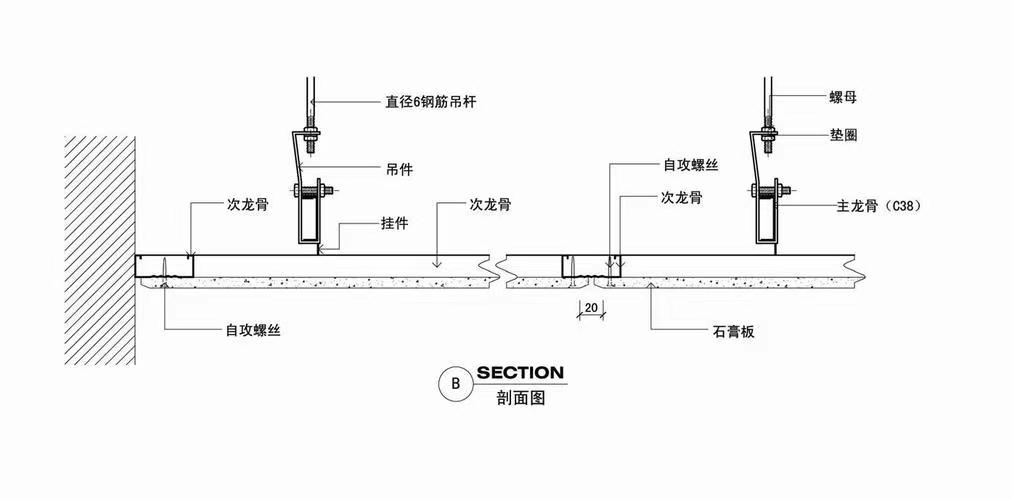 直径6钢筋吊杆
螺母
垫圈
吊件
自攻螺丝
次龙骨
次龙骨
次龙骨
主龙骨（C38）
挂件
20
自攻螺丝
石膏板
B
SECTION
剖面图